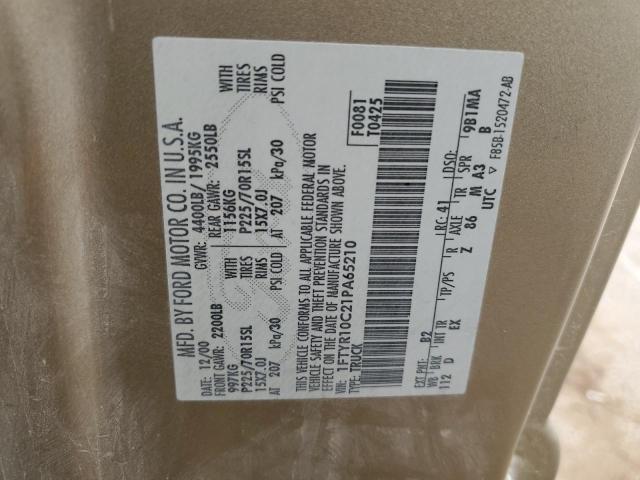 MFD. BY FORD MOTOR CO. IN U.S.A.
DATE: 12/00 GVWR: 4400LB/ 1995KG
FRONT GAWR: 2200LB REAR GAWR: 2550LB
997KG 1156KG WITH
P225/70R15SL P225/70R15SL TIRES
15X7.0J 15X7.0J RIMS
AT 207 kPa/30 AT 207 kPa/30 PSI COLD
WITH
TIRES
RIMS
PSI COLD
THIS VEHICLE CONFORMS TO ALL APPLICABLE FEDERAL MOTOR
VEHICLE SAFETY AND THEFT PREVENTION STANDARDS IN
EFFECT ON THE DATE OF MANUFACTURE SHOWN ABOVE.
VIN: 1FTYR10C21PA65210
TYPE: TRUCK
F0081
T0425
EXT PNT: B2 RC: 41 DSO:
WB BRK INT TR TP/PS R AXLE TR SPR
112 D EX Z 86 M A3 9B1MA
B
UTC ▽ F85B-1520472-AB